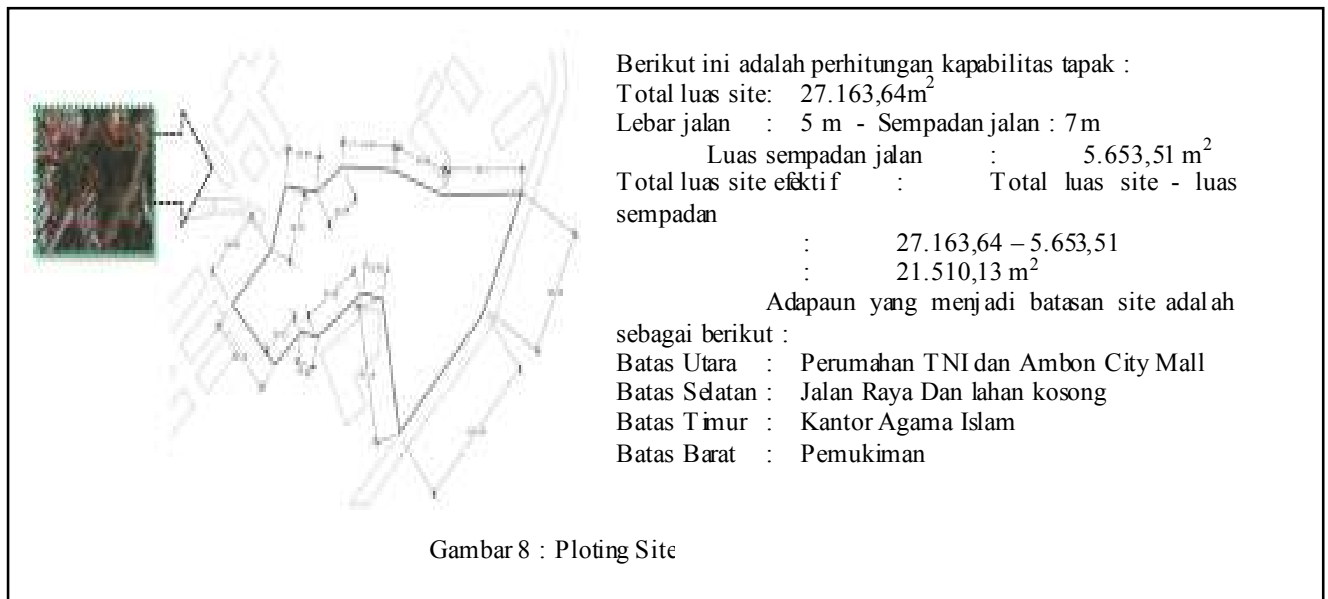 Berikut ini adalah perhitungan kapabilitas tapak :
Total luas site: 27.163,64m²
Lebar jalan : 5 m - Sempadan jalan : 7m
Luas sempadan jalan : 5.653,51 m²
Total luas site efektif : Total luas site - luas
sempadan
: 27.163,64 – 5.653,51
: 21.510,13 m²
Adapaun yang menjadi batasan site adalah
sebagai berikut :
Batas Utara : Perumahan TNI dan Ambon City Mall
Batas Selatan : Jalan Raya Dan lahan kosong
Batas Timur : Kantor Agama Islam
Batas Barat : Pemukiman
Gambar 8 : Ploting Site